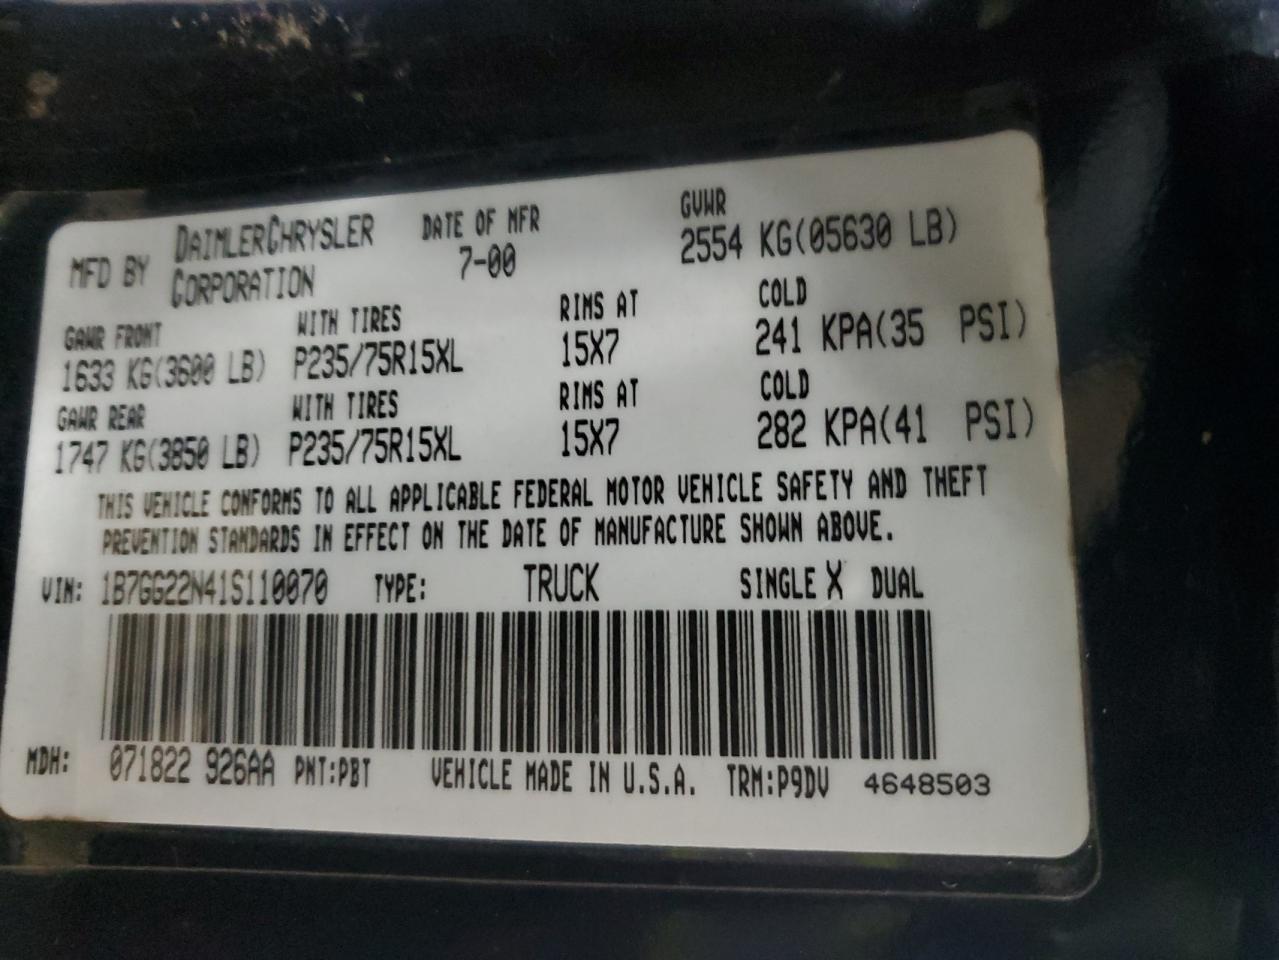 MFD BY DAIMLERCHRYSLER CORPORATION DATE OF MFR 7-00 GVWR 2554 KG(05630 LB)
GAWR FRONT WITH TIRES RIMS AT COLD
1633 KG(3600 LB) P235/75R15XL 15X7 241 KPA(35 PSI)
GAWR REAR WITH TIRES RIMS AT COLD
1747 KG(3850 LB) P235/75R15XL 15X7 282 KPA(41 PSI)
THIS VEHICLE CONFORMS TO ALL APPLICABLE FEDERAL MOTOR VEHICLE SAFETY AND THEFT
PREVENTION STANDARDS IN EFFECT ON THE DATE OF MANUFACTURE SHOWN ABOVE.
VIN: 1B7GG22N41S110070 TYPE: TRUCK SINGLE X DUAL
MDH: 071822 926AA PNT:PBT VEHICLE MADE IN U.S.A. TRM:P9DV 4648503